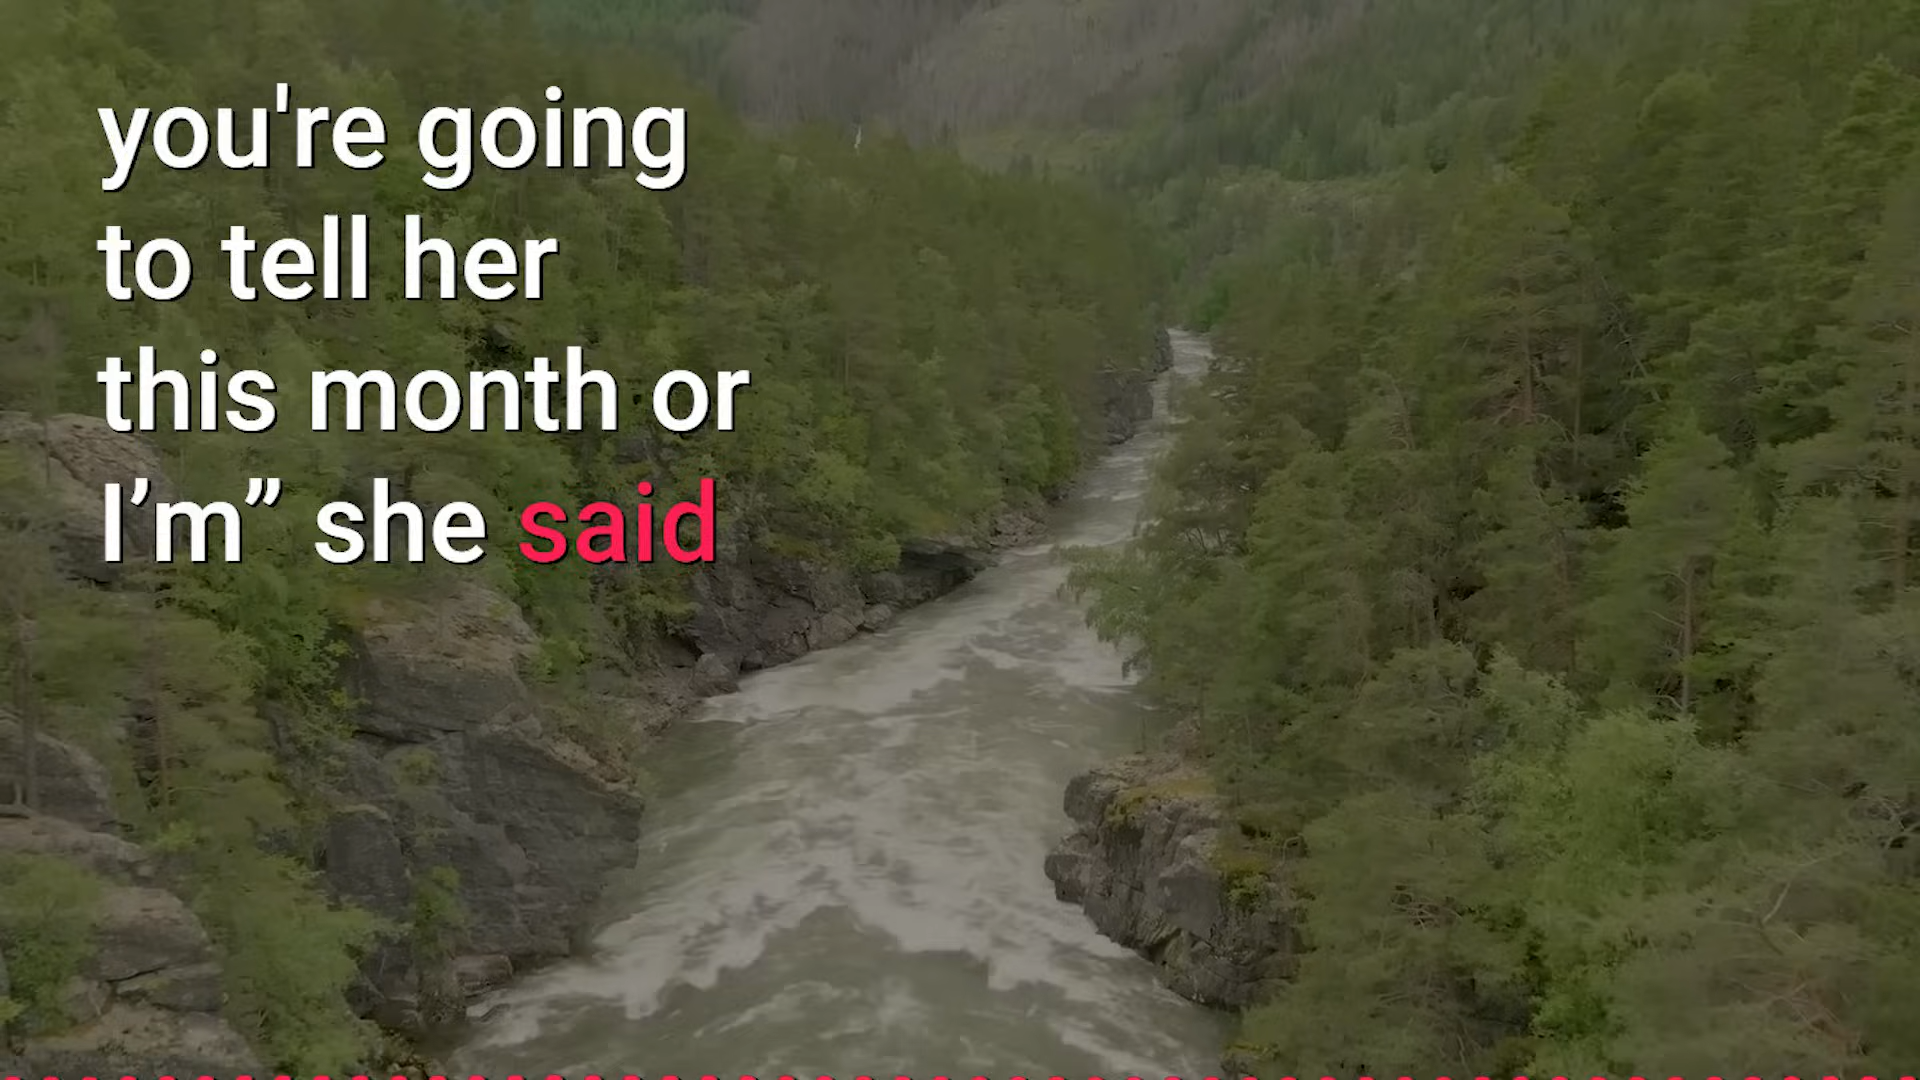 you're going
to tell her
this month or
I’m” she said